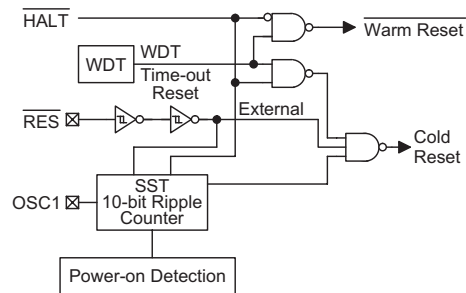 HALT
Warm Reset
WDT
WDT
Time-out
Reset
RES
External
Cold
Reset
OSC1
SST
10-bit Ripple
Counter
Power-on Detection